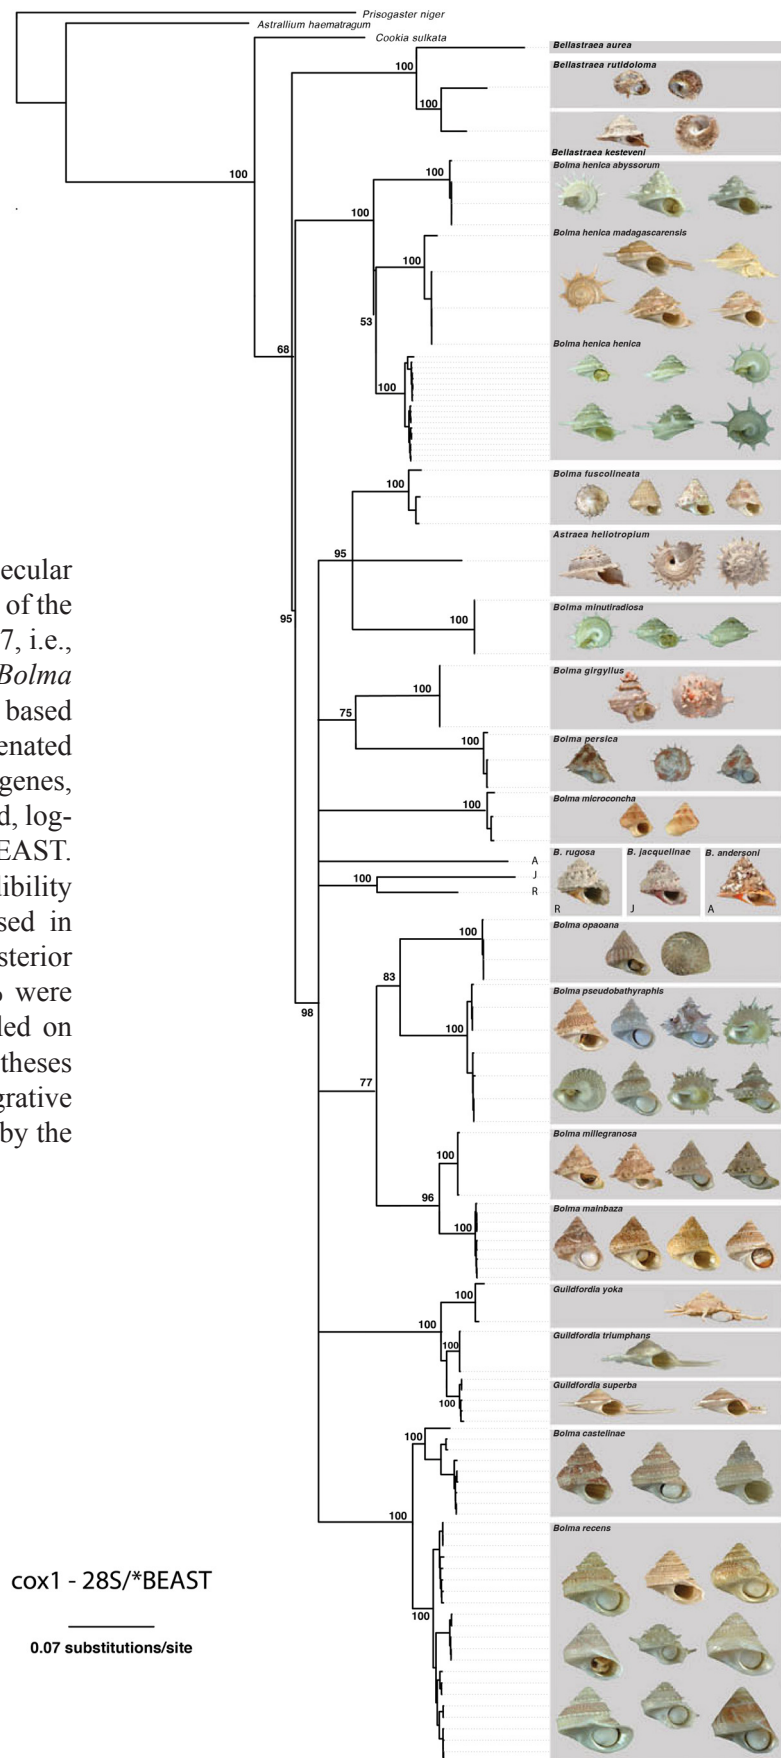 Prisogaster niger
Astrallium haematragum
Cookia sulkata
Bellastraea aurea
100
Bellastraea rutidoloma
100
Bellastraea kesteveni
Bolma henica abyssorum
100
100
100
Bolma henica madagascarensis
100
53
Bolma henica henica
68
100
Bolma fuscolineata
100
Astraea heliotropium
95
Bolma minutiradiosa
100
95
Bolma girgyllus
100
75
Bolma persica
100
Bolma microconcha
100
B. rugosa
B. jacquelinae
B. andersoni
A
J
100
R
R
J
A
Bolma opaoana
100
83
Bolma pseudobathyraphis
98
100
77
Bolma millegranosa
100
96
Bolma mainbaza
100
Guildfordia yoka
100
100
Guildfordia triumphans
100
Guildfordia superba
100
Bolma castelinae
100
100
Bolma recens
100
ecular
of the
7, i.e.,
Bolma
based
enated
genes,
d, log-
EAST.
dibility
sed in
sterior
were
led on
theses
grative
by the
cox1 - 28S/*BEAST
0.07 substitutions/site